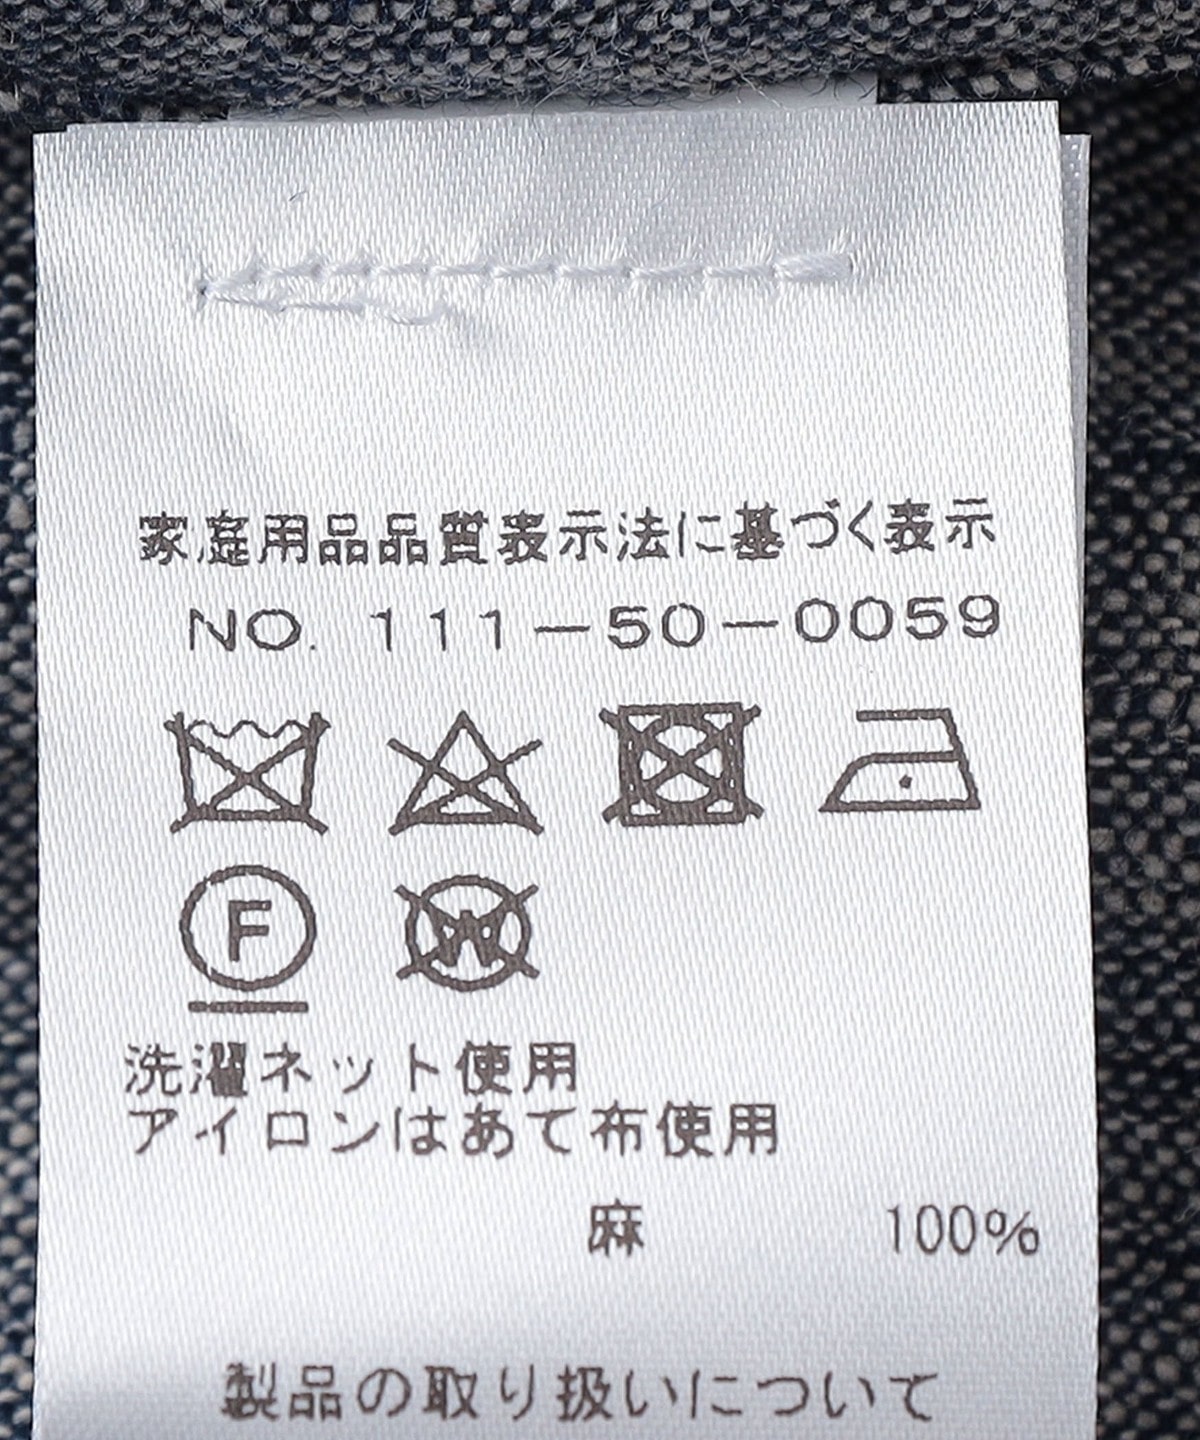 家庭用品品質表示法に基づく表示
NO. 111-50-0059
F
W
洗濯ネット使用
アイロンはあて布使用
麻 100%
製品の取り扱いについて